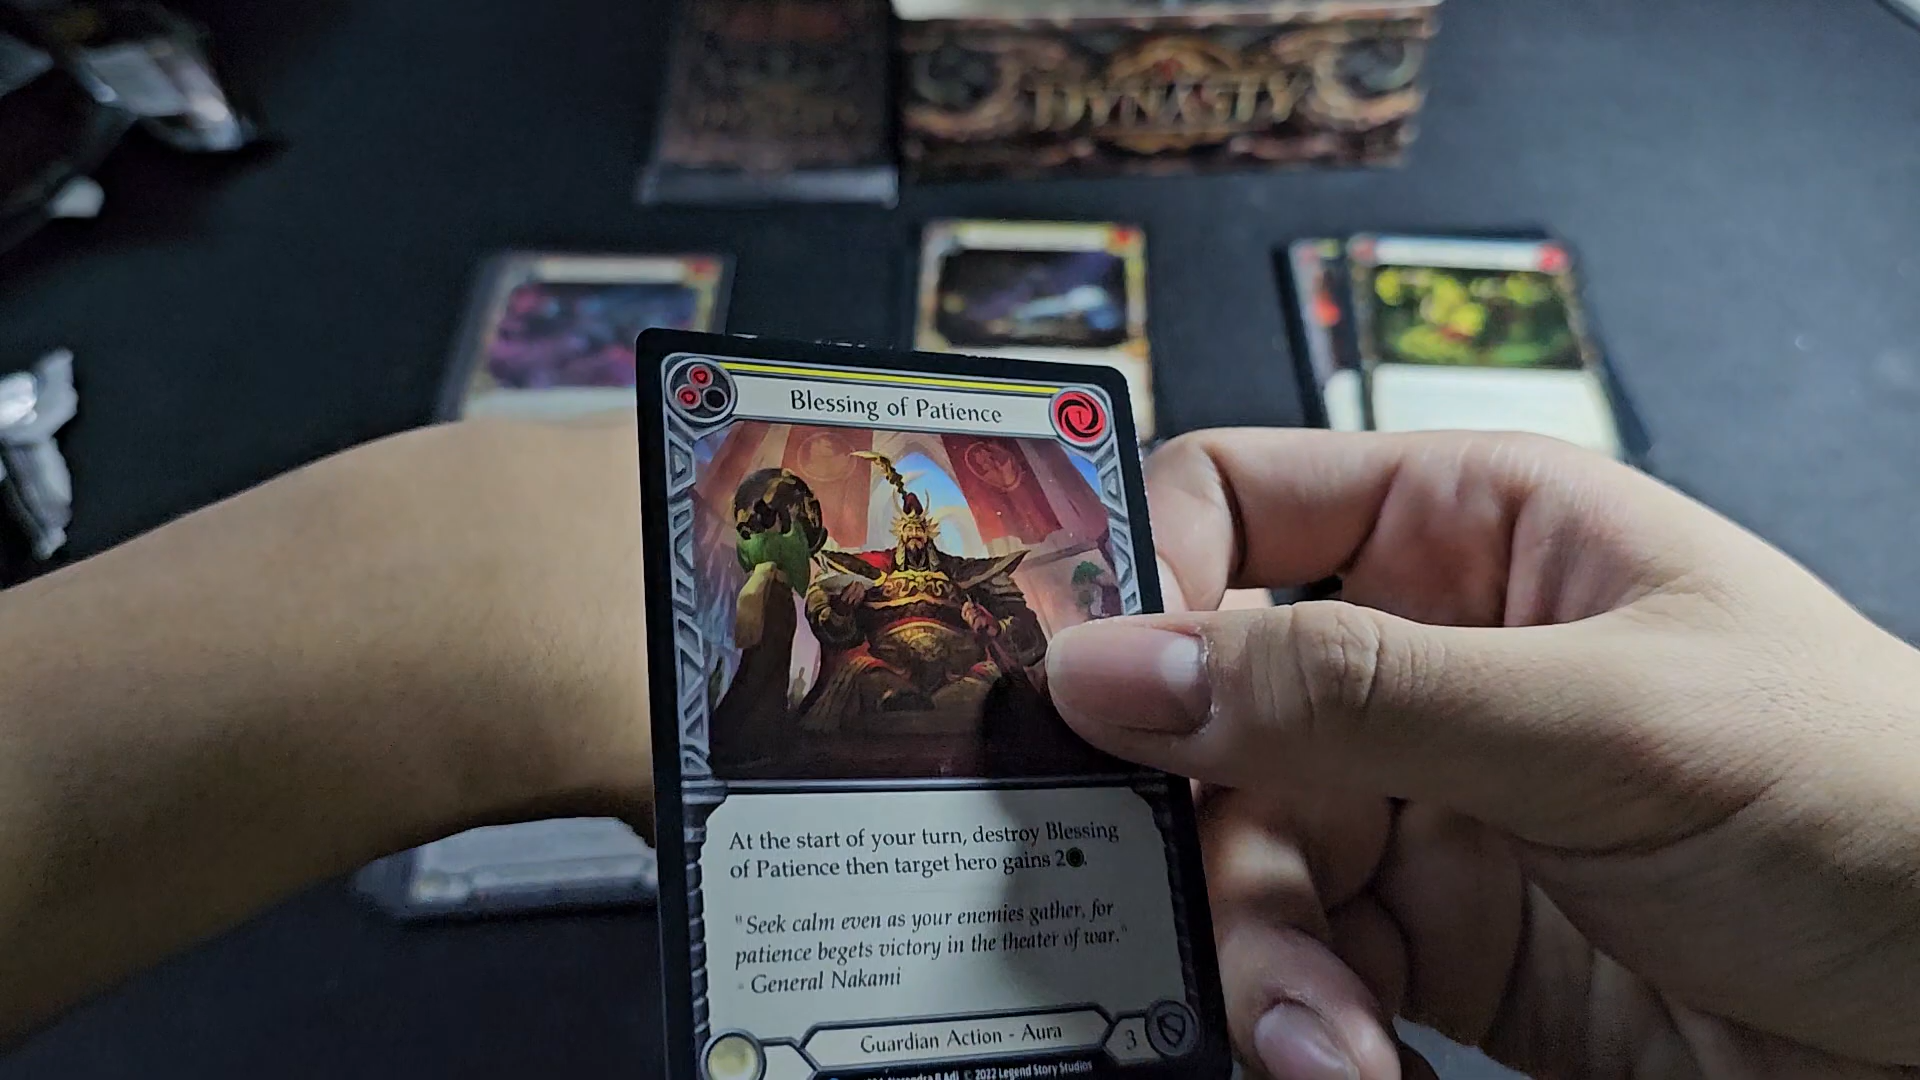 DYNASTY
Blessing of Patience
1
At the start of your turn, destroy Blessing
of Patience then target hero gains 2
"Seek calm even as your enemies gather, for
patience begets victory in the theater of war."
- General Nakami
Guardian Action - Aura
3
© 2022 Legend Story Studios